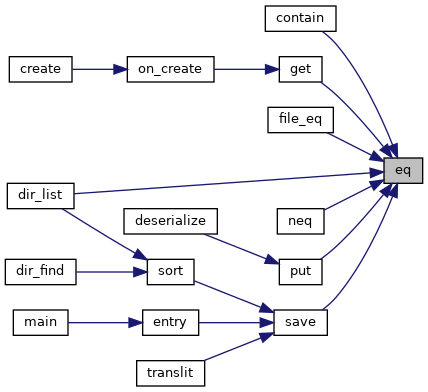 contain
create
on_create
get
file_eq
eq
dir_list
deserialize
neq
dir_find
sort
put
main
entry
save
translit